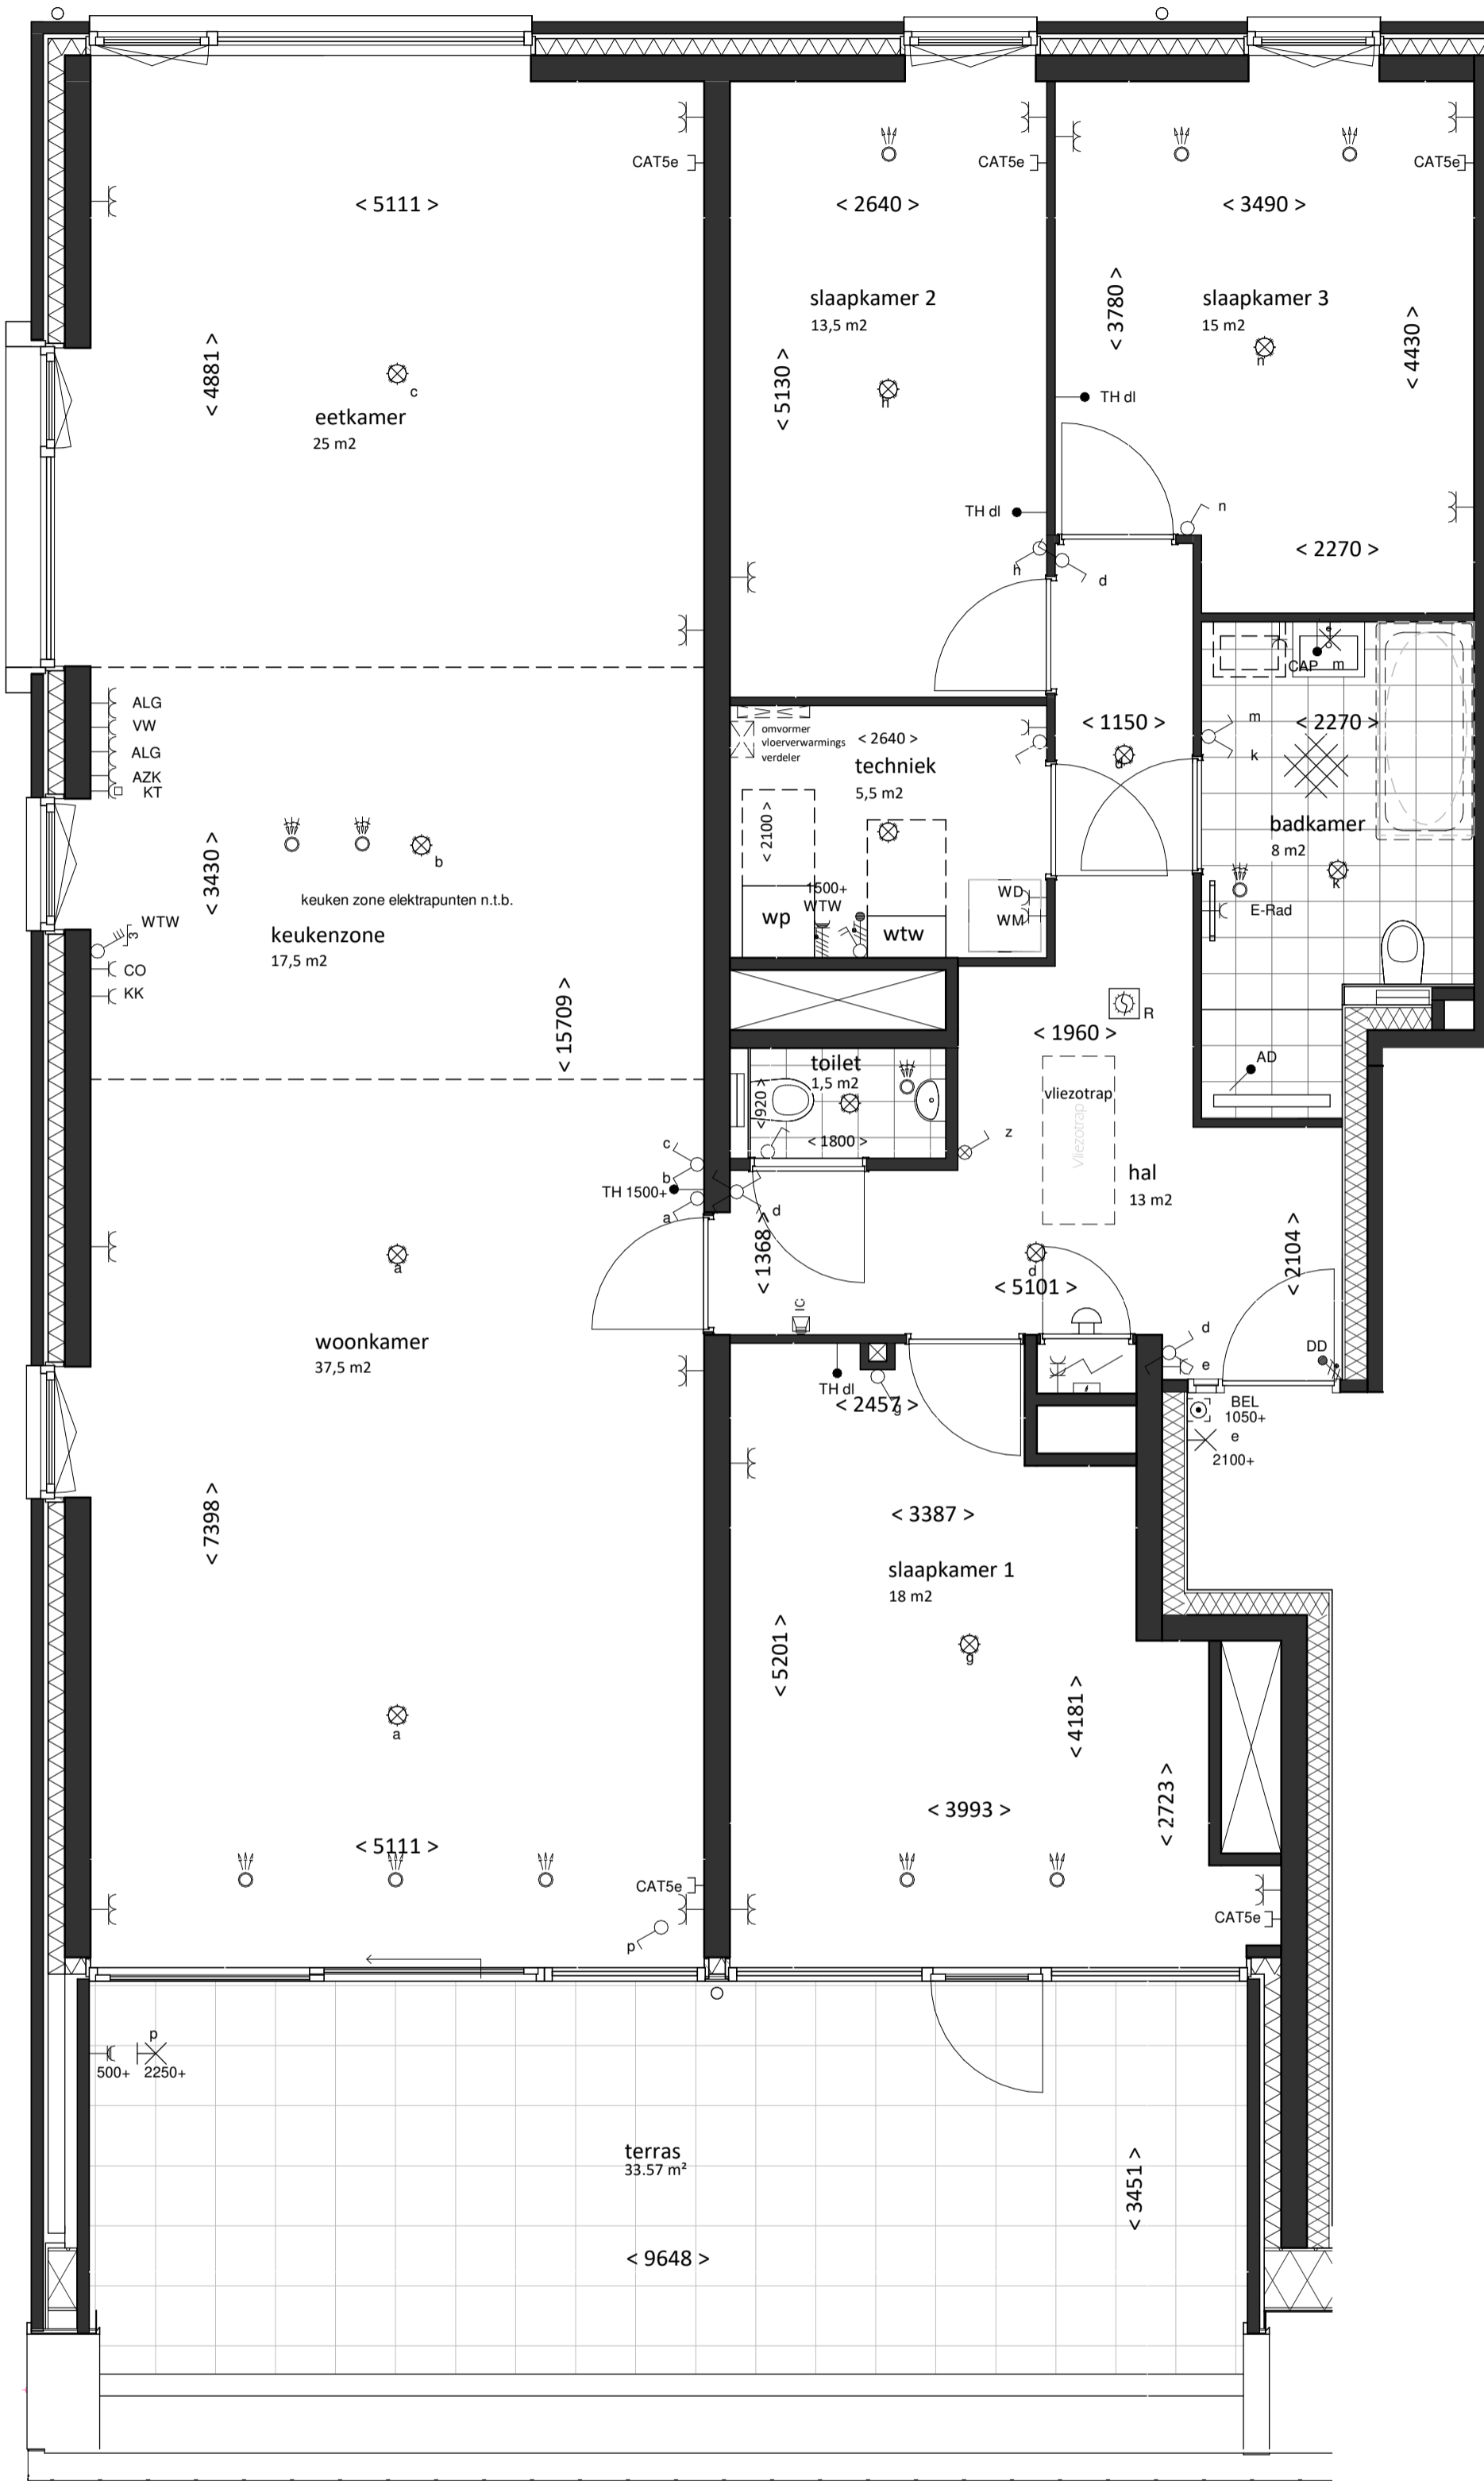 CAT5e
CAT5e
CAT5e
< 5111 >
< 2640 >
< 3490 >
slaapkamer 2
13,5 m2
slaapkamer 3
15 m2
< 3780 >
< 4430 >
n
< 4881 >
c
eetkamer
25 m2
< 5130 >
h
TH dl
TH dl
n
< 2270 >
h
d
ALG
VW
ALG
AZK
KT
omvormer
vloerverwarmings
verdeler
< 2640 >
techniek
5,5 m2
< 1150 >
d
CAP
m
m
k
< 2270 >
badkamer
8 m2
k
E-Rad
< 2100 >
1500+
WTW
wp
wtw
WD
WM
b
< 3430 >
keuken zone elektrapunten n.t.b.
keukenzone
17,5 m2
WTW
3
CO
KK
< 15709 >
R
< 1960 >
toilet
1,5 m2
< 920 >
< 1800 >
vliezotrap
Vliezotrap
AD
z
c
b
TH 1500+
a
d
hal
13 m2
< 1368 >
< 2104 >
a
d
< 5101 >
IC
woonkamer
37,5 m2
d
e
DD
TH dl
< 2457 >
g
BEL
1050+
e
2100+
< 7398 >
< 3387 >
slaapkamer 1
18 m2
g
< 5201 >
< 4181 >
a
< 2723 >
< 3993 >
< 5111 >
CAT5e
CAT5e
p
p
500+
2250+
terras
33.57 m²
< 3451 >
< 9648 >